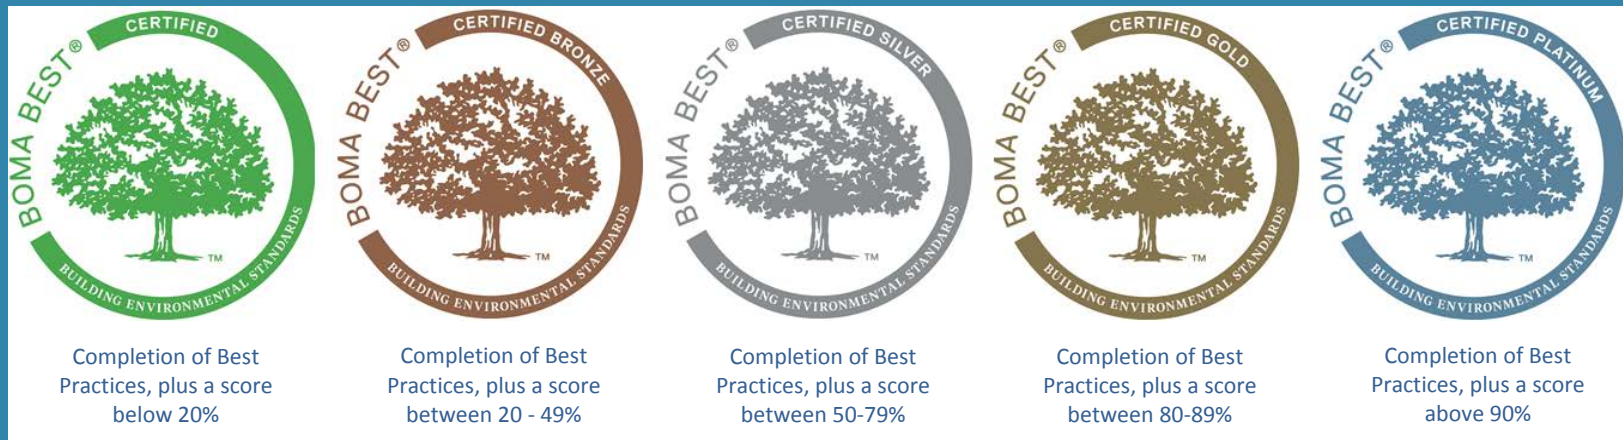 BOMA BEST®
CERTIFIED
BUILDING ENVIRONMENTAL STANDARDS
TM
Completion of Best
Practices, plus a score
below 20%
BOMA BEST®
CERTIFIED BRONZE
BUILDING ENVIRONMENTAL STANDARDS
TM
Completion of Best
Practices, plus a score
between 20 - 49%
BOMA BEST®
CERTIFIED SILVER
BUILDING ENVIRONMENTAL STANDARDS
TM
Completion of Best
Practices, plus a score
between 50-79%
BOMA BEST®
CERTIFIED GOLD
BUILDING ENVIRONMENTAL STANDARDS
TM
Completion of Best
Practices, plus a score
between 80-89%
BOMA BEST®
CERTIFIED PLATINUM
BUILDING ENVIRONMENTAL STANDARDS
TM
Completion of Best
Practices, plus a score
above 90%